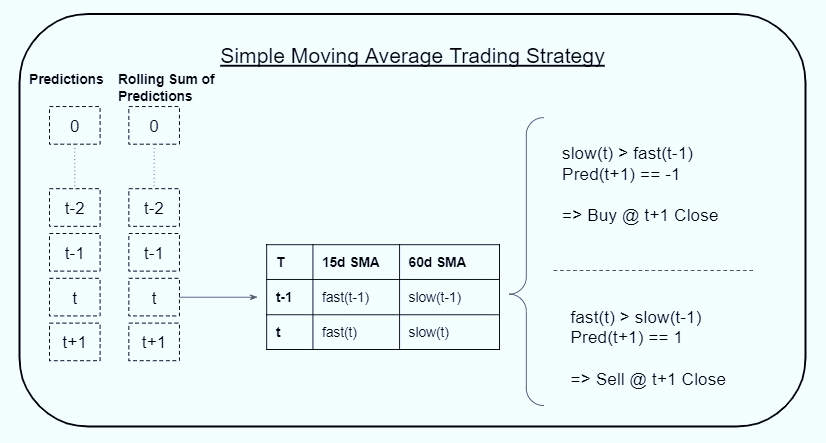 Simple Moving Average Trading Strategy
Predictions
Rolling Sum of
Predictions
0
0
t-2
t-2
t-1
t-1
t
t
t+1
t+1
T 15d SMA 60d SMA
t-1 fast(t-1) slow(t-1)
t fast(t) slow(t)
slow(t) > fast(t-1)
Pred(t+1) == -1
=> Buy @ t+1 Close
fast(t) > slow(t-1)
Pred(t+1) == 1
=> Sell @ t+1 Close